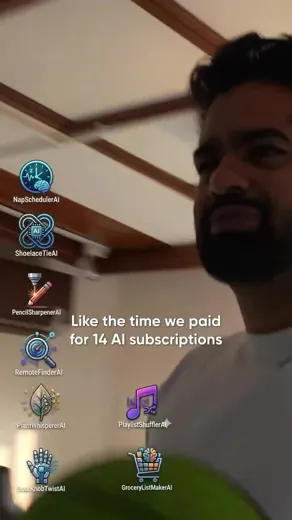 NapSchedulerAI
ShoelaceTieAI
PencilSharpenerAI
Like the time we paid
for 14 AI subscriptions
RemoteFinderAI
PlantWhispererAI
PlaylistShufflerAI
GroceryListMakerAI